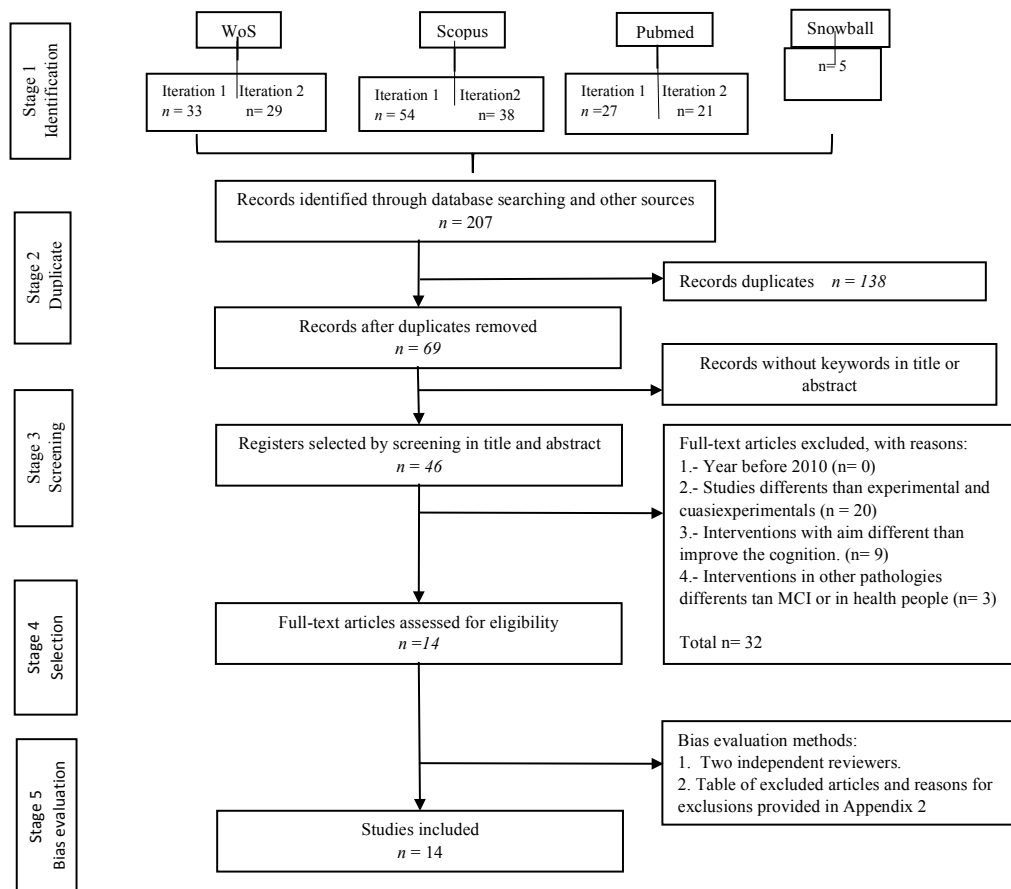 Stage 1
Identification
WoS
Scopus
Pubmed
Snowball
Iteration 1
n = 33
Iteration 2
n= 29
Iteration 1
n = 54
Iteration2
n= 38
Iteration 1
n =27
Iteration 2
n= 21
n= 5
Records identified through database searching and other sources
n = 207
Stage 2
Duplicate
Records duplicates n = 138
Records after duplicates removed
n = 69
Records without keywords in title or
abstract
Stage 3
Screening
Registers selected by screening in title and abstract
n = 46
Full-text articles excluded, with reasons:
1.- Year before 2010 (n= 0)
2.- Studies differents than experimental and
cuasiexperimentals (n = 20)
3.- Interventions with aim different than
improve the cognition. (n= 9)
4.- Interventions in other pathologies
differents tan MCI or in health people (n= 3)
Total n= 32
Stage 4
Selection
Full-text articles assessed for eligibility
n =14
Stage 5
Bias evaluation
Bias evaluation methods:
1. Two independent reviewers.
2. Table of excluded articles and reasons for
exclusions provided in Appendix 2
Studies included
n = 14